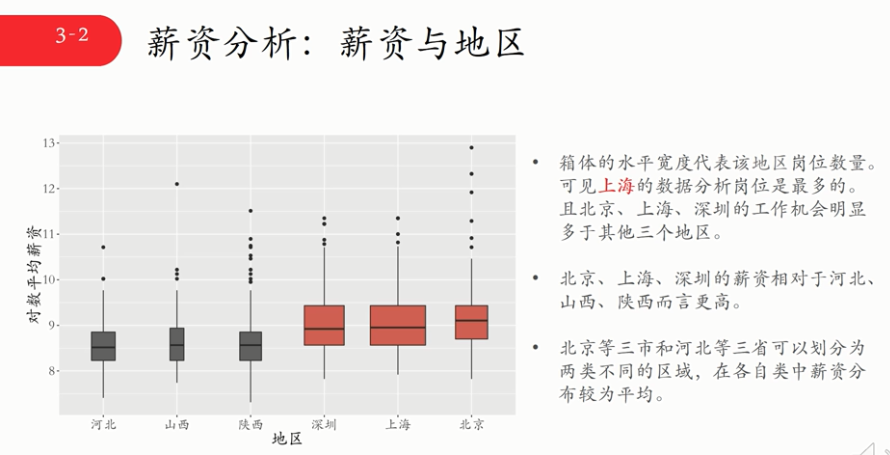 3-2
薪资分析：薪资与地区
13
12
11
10
9
8
对数平均薪资
河北 山西 陕西 深圳 上海 北京
地区
• 箱体的水平宽度代表该地区岗位数量。
可见上海的数据分析岗位是最多的。
且北京、上海、深圳的工作机会明显
多于其他三个地区。
• 北京、上海、深圳的薪资相对于河北、
山西、陕西而言更高。
• 北京等三市和河北等三省可以划分为
两类不同的区域，在各自类中薪资分
布较为平均。